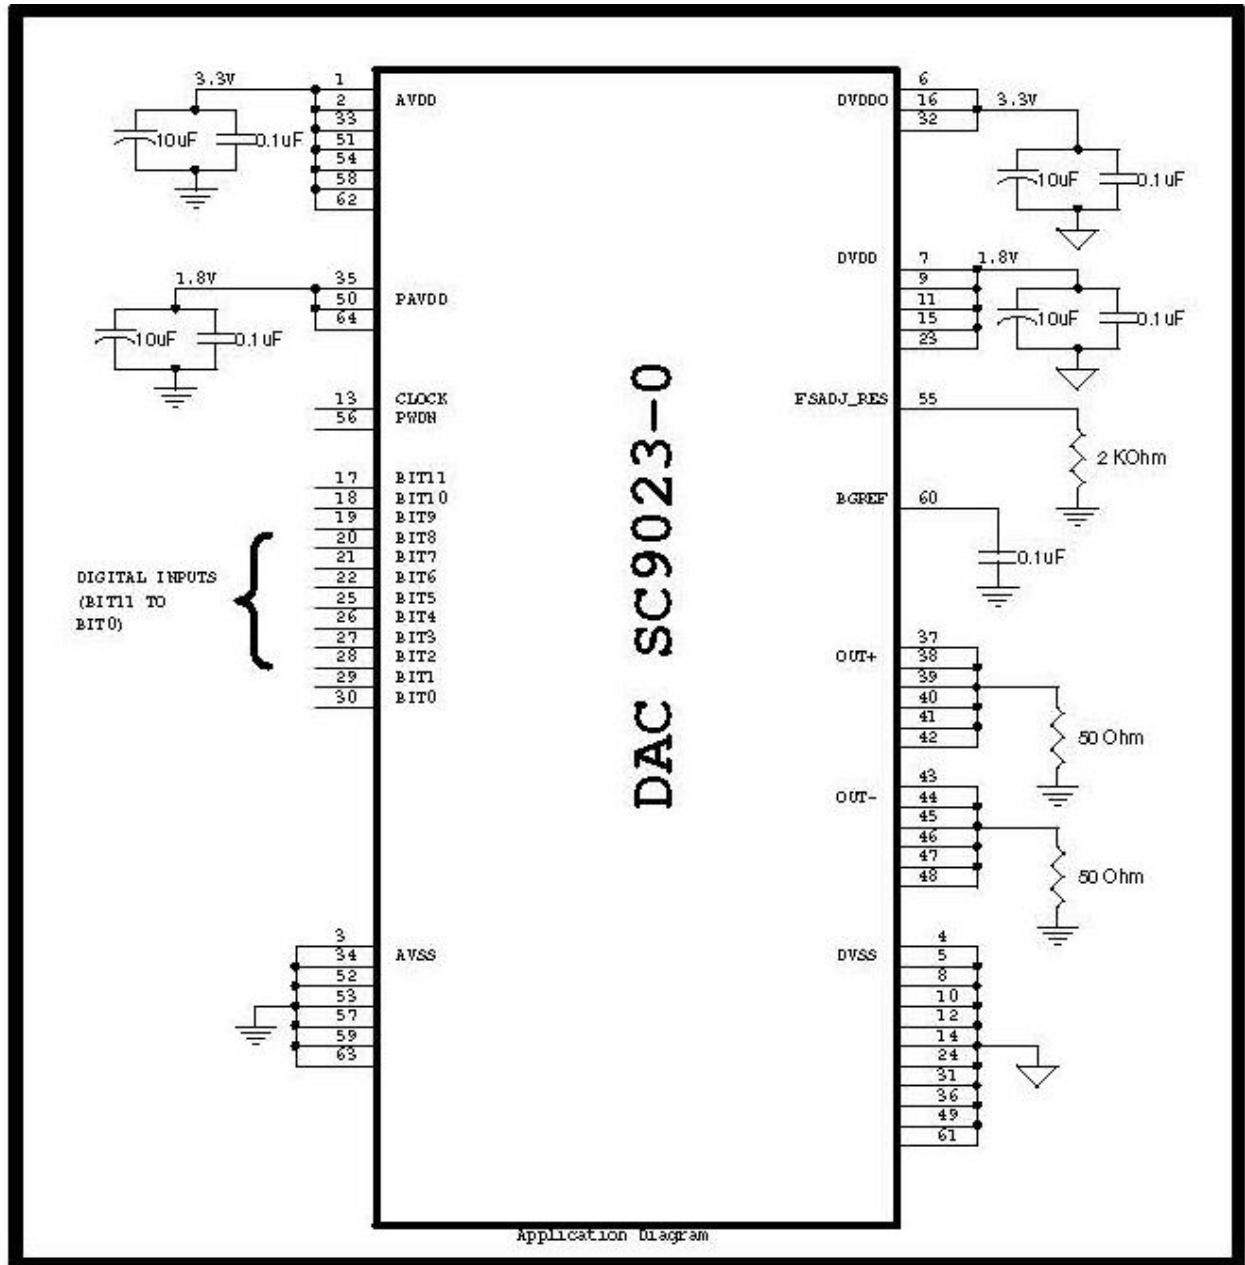 3.3V
1
2
33
51
54
58
62
AVDD
10uF
0.1uF
1.8V
35
50
64
PAVDD
10uF
0.1uF
13 CLOCK
56 PWDN
17 BIT11
18 BIT10
19 BIT9
20 BIT8
21 BIT7
22 BIT6
25 BIT5
26 BIT4
27 BIT3
28 BIT2
29 BIT1
30 BIT0
DIGITAL INPUTS
(BIT11 TO
BIT0)
3
34
52
53
57
59
63
AVSS
DAC SC9023-0
DVDDO
6
16
32
3.3V
10uF
0.1uF
DVDD
7
9
11
15
23
1.8V
10uF
0.1uF
FSADJ_RES 55
2 KOhm
BGREF 60
0.1uF
OUT+
37
38
39
40
41
42
50 Ohm
OUT-
43
44
45
46
47
48
50 Ohm
DVSS
4
5
8
10
12
14
24
31
36
49
61
Application Diagram